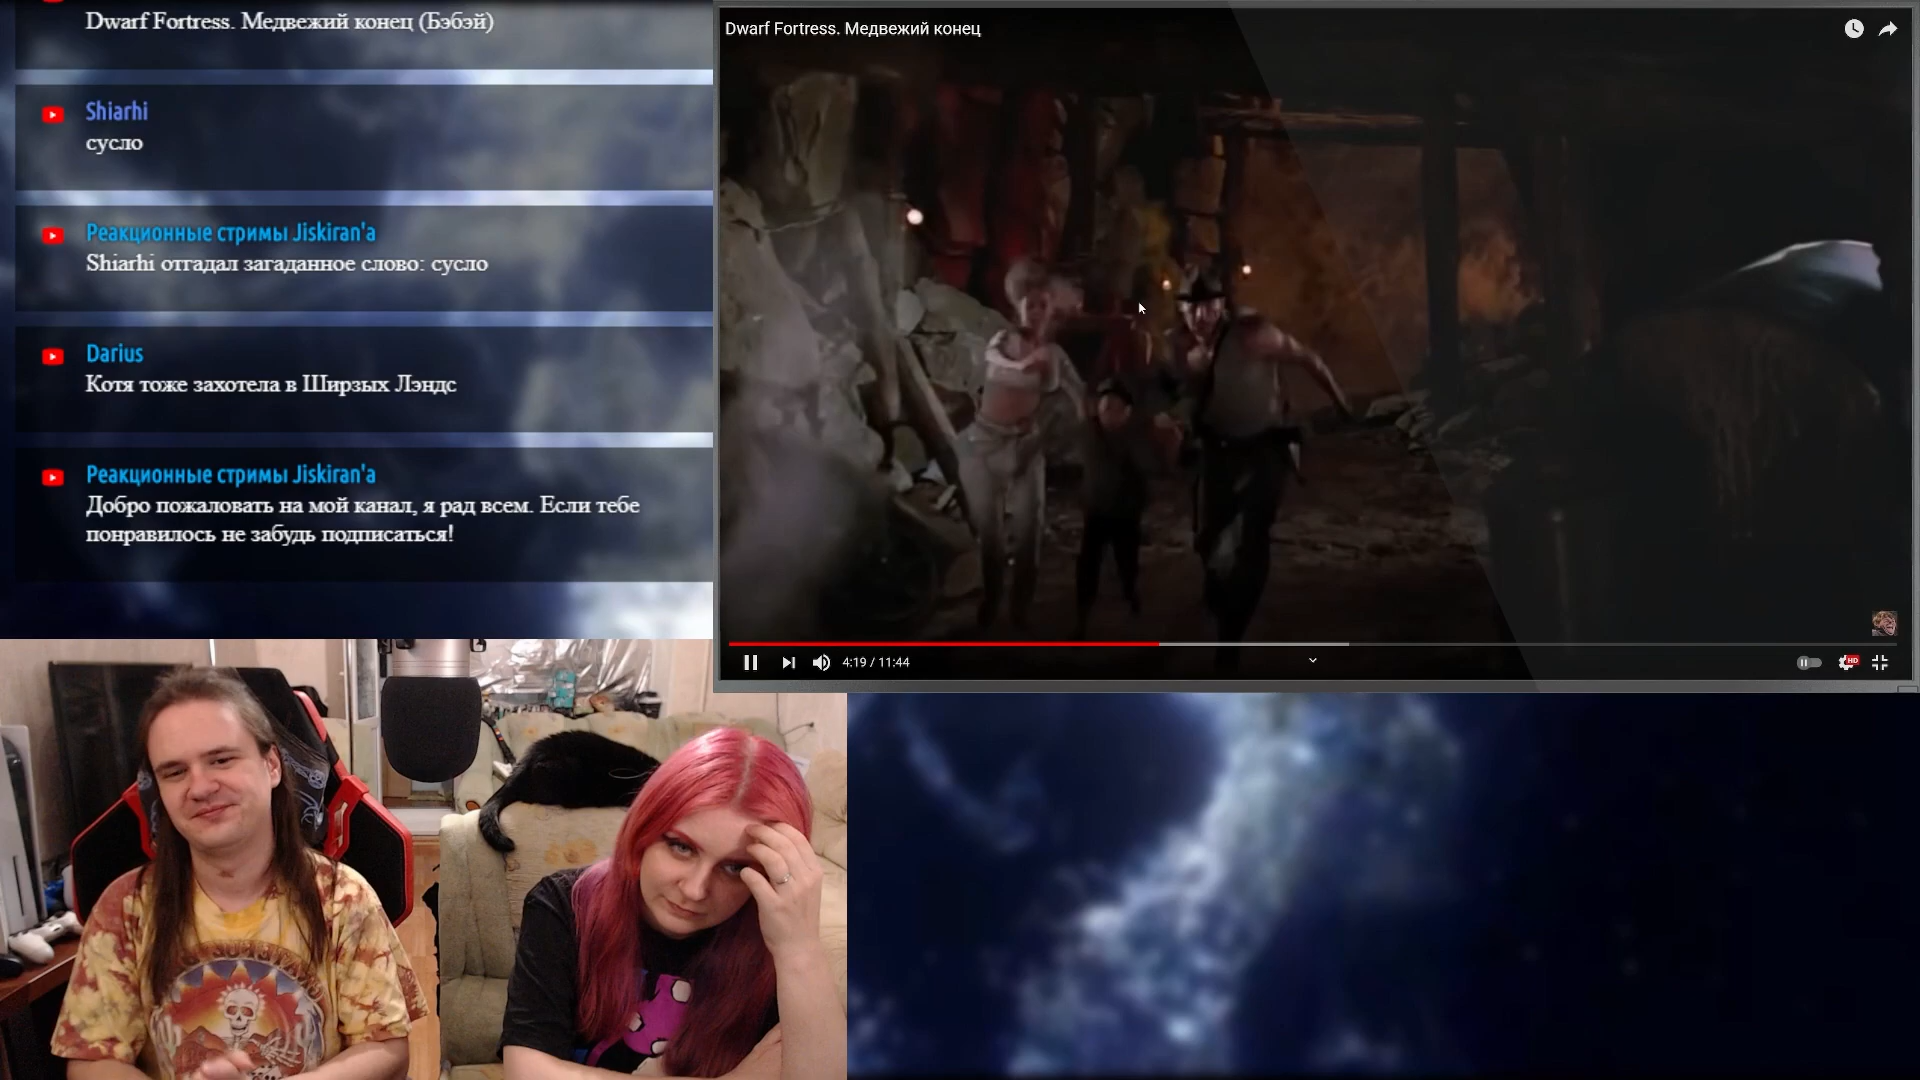 Dwarf Fortress. Медвежий конец (Бэбэй)
Shiarhi
сусло
Реакционные стримы Jiskiran'a
Shiarhi отгадал загаданное слово: сусло
Darius
Котя тоже захотела в Ширзых Лэндс
Реакционные стримы Jiskiran'a
Добро пожаловать на мой канал, я рад всем. Если тебе
понравилось не забудь подписаться!
Dwarf Fortress. Медвежий конец
4:19 / 11:44
HD